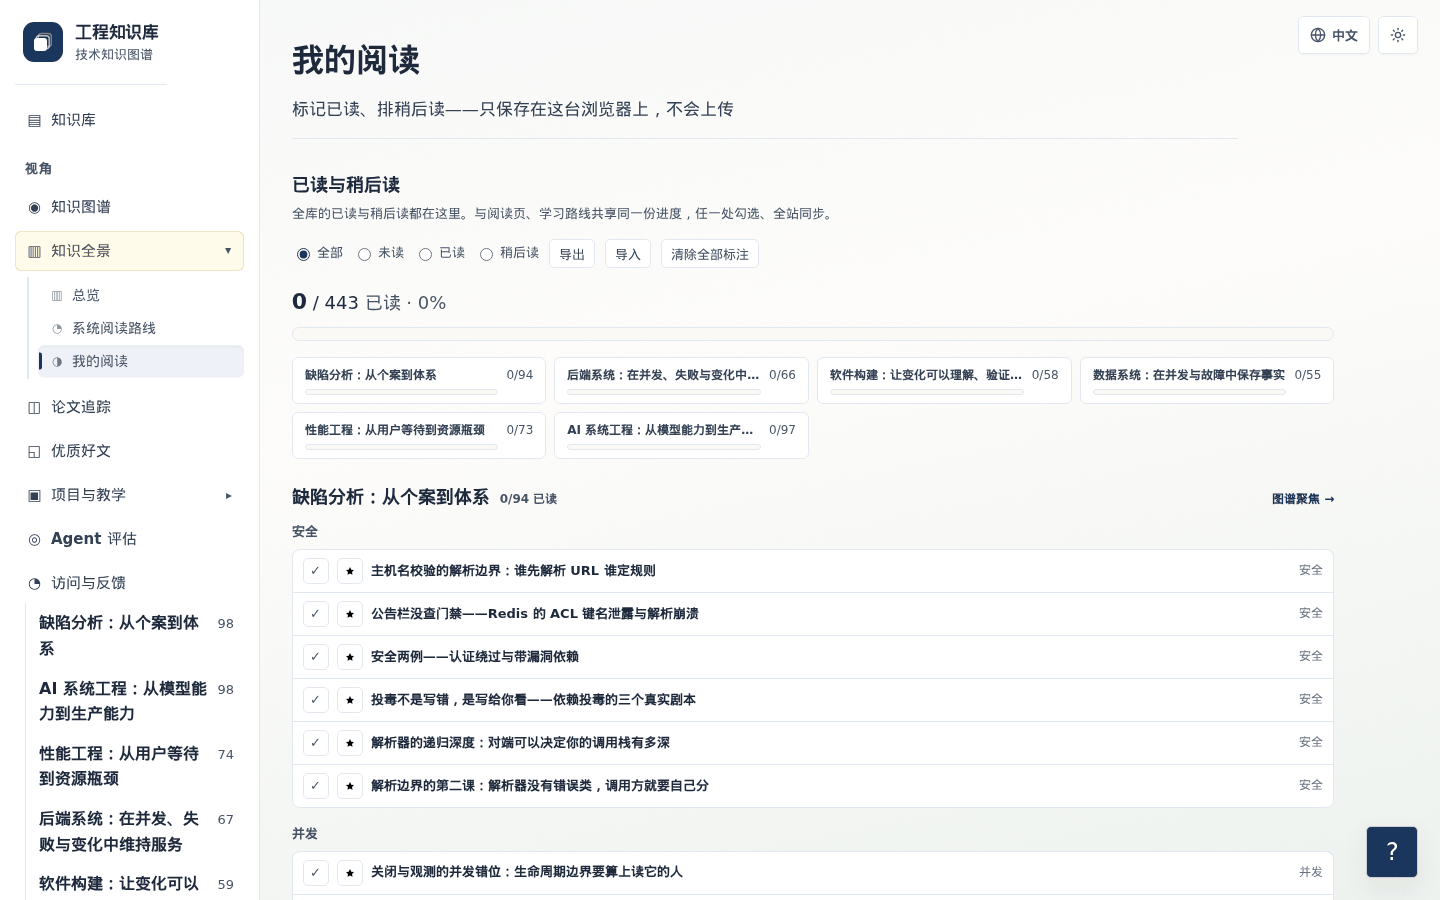 工程知识库
技术知识图谱
知识库
视角
知识图谱
知识全景
总览
系统阅读路线
我的阅读
论文追踪
优质好文
项目与教学
Agent 评估
访问与反馈
缺陷分析：从个案到体系 98
AI 系统工程：从模型能力到生产能力 98
性能工程：从用户等待到资源瓶颈 74
后端系统：在并发、失败与变化中维持服务 67
软件构建：让变化可以 59
中文
我的阅读
标记已读、排稍后读——只保存在这台浏览器上，不会上传
已读与稍后读
全库的已读与稍后读都在这里。与阅读页、学习路线共享同一份进度，任一处勾选、全站同步。
全部 未读 已读 稍后读 导出 导入 清除全部标注
0 / 443 已读 · 0%
缺陷分析：从个案到体系 0/94
后端系统：在并发、失败与变化中... 0/66
软件构建：让变化可以理解、验证... 0/58
数据系统：在并发与故障中保存事实 0/55
性能工程：从用户等待到资源瓶颈 0/73
AI 系统工程：从模型能力到生产... 0/97
缺陷分析：从个案到体系 0/94 已读 图谱聚焦 →
安全
✓ ★ 主机名校验的解析边界：谁先解析 URL 谁定规则 安全
✓ ★ 公告栏没查门禁——Redis 的 ACL 键名泄露与解析崩溃 安全
✓ ★ 安全两例——认证绕过与带漏洞依赖 安全
✓ ★ 投毒不是写错，是写给你看——依赖投毒的三个真实剧本 安全
✓ ★ 解析器的递归深度：对端可以决定你的调用栈有多深 安全
✓ ★ 解析边界的第二课：解析器没有错误类，调用方就要自己分 安全
并发
✓ ★ 关闭与观测的并发错位：生命周期边界要算上读它的人 并发
?